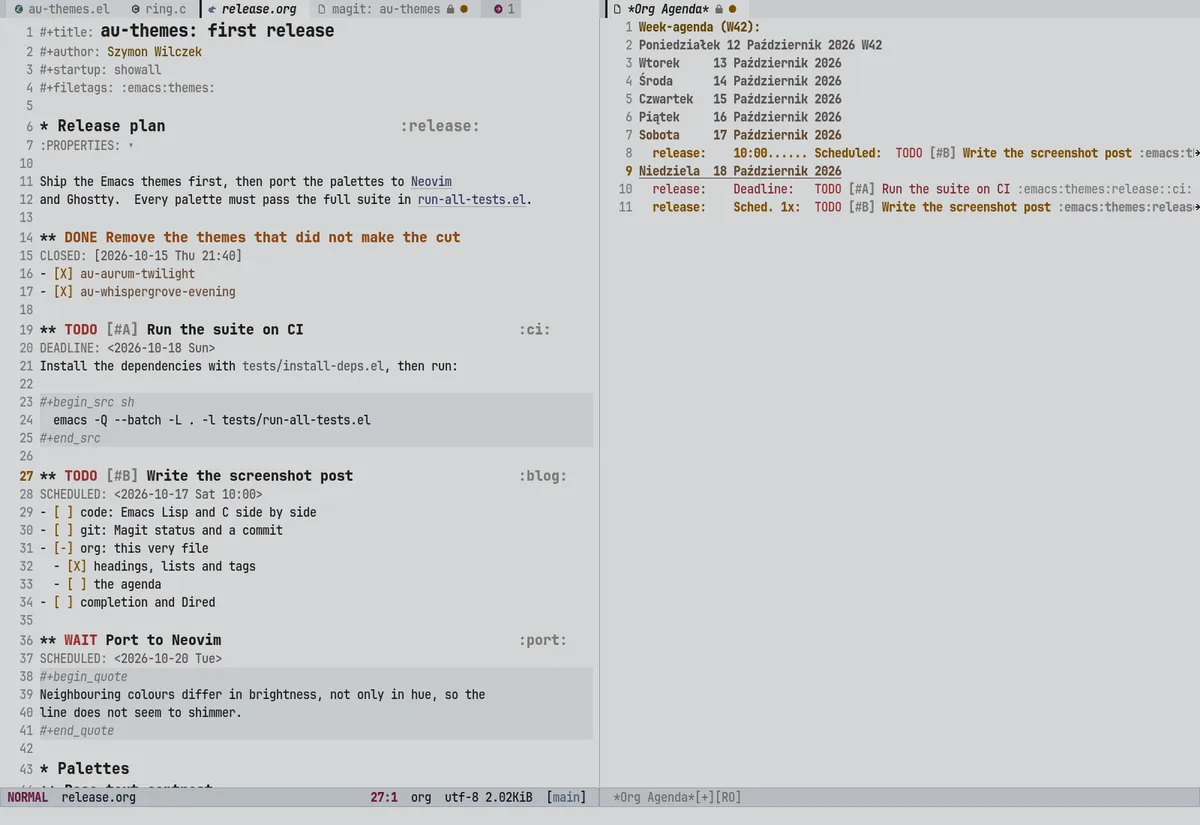 au-themes.el ring.c release.org magit: au-themes 1
1 #+title: au-themes: first release
2 #+author: Szymon Wilczek
3 #+startup: showall
4 #+filetags: :emacs:themes:
5
6 * Release plan :release:
7 :PROPERTIES: ▾
10
11 Ship the Emacs themes first, then port the palettes to Neovim
12 and Ghostty.  Every palette must pass the full suite in run-all-tests.el.
13
14 ** DONE Remove the themes that did not make the cut
15 CLOSED: [2026-10-15 Thu 21:40]
16 - [X] au-aurum-twilight
17 - [X] au-whispergrove-evening
18
19 ** TODO [#A] Run the suite on CI :ci:
20 DEADLINE: <2026-10-18 Sun>
21 Install the dependencies with tests/install-deps.el, then run:
22
23 #+begin_src sh
24   emacs -Q --batch -L . -l tests/run-all-tests.el
25 #+end_src
26
27 ** TODO [#B] Write the screenshot post :blog:
28 SCHEDULED: <2026-10-17 Sat 10:00>
29 - [ ] code: Emacs Lisp and C side by side
30 - [ ] git: Magit status and a commit
31 - [-] org: this very file
32   - [X] headings, lists and tags
33   - [ ] the agenda
34 - [ ] completion and Dired
35
36 ** WAIT Port to Neovim :port:
37 SCHEDULED: <2026-10-20 Tue>
38 #+begin_quote
39 Neighbouring colours differ in brightness, not only in hue, so the
40 line does not seem to shimmer.
41 #+end_quote
42
43 * Palettes
NORMAL release.org 27:1 org utf-8 2.02KiB [main]
*Org Agenda*
1 Week-agenda (W42):
2 Poniedziałek 12 Październik 2026 W42
3 Wtorek     13 Październik 2026
4 Środa      14 Październik 2026
5 Czwartek   15 Październik 2026
6 Piątek     16 Październik 2026
7 Sobota     17 Październik 2026
8   release:    10:00...... Scheduled:  TODO [#B] Write the screenshot post :emacs:t
9 Niedziela  18 Październik 2026
10   release:    Deadline:   TODO [#A] Run the suite on CI :emacs:themes:release::ci:
11   release:    Sched. 1x:  TODO [#B] Write the screenshot post :emacs:themes:releas
*Org Agenda*[+][RO]